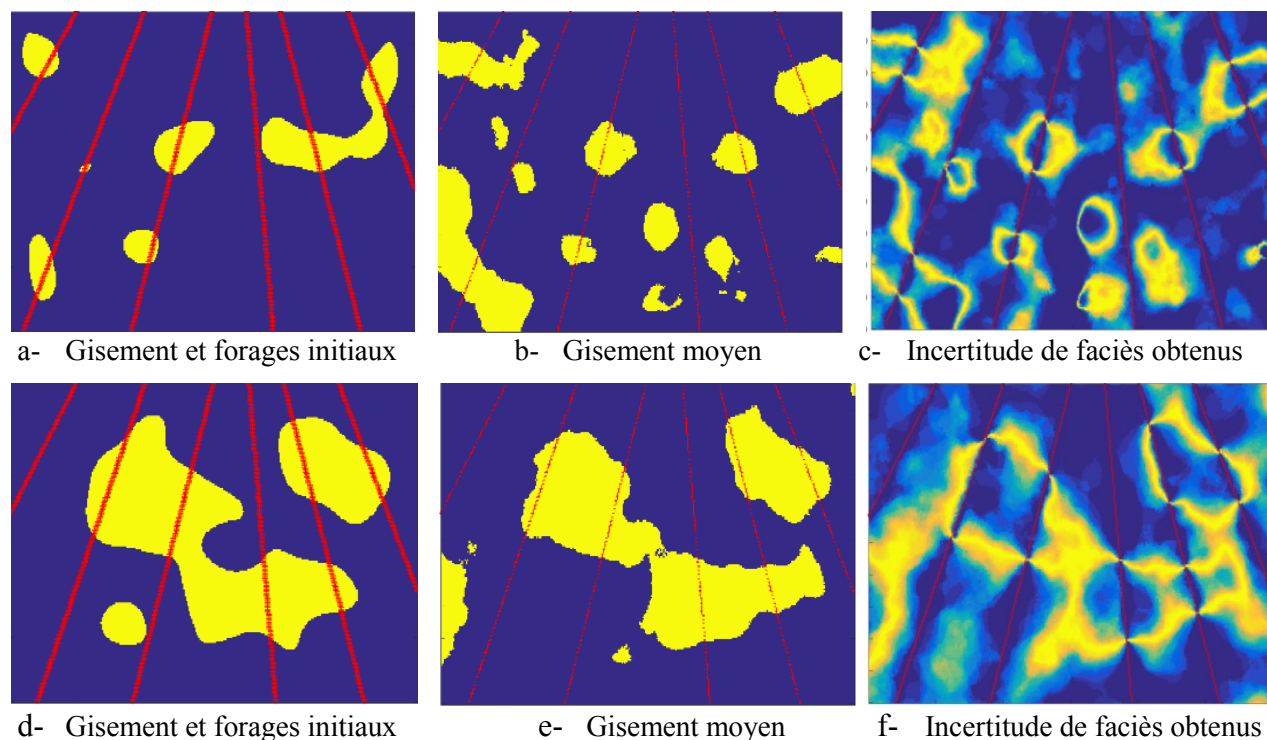 a- Gisement et forages initiaux
b- Gisement moyen
c- Incertitude de faciès obtenus
d- Gisement et forages initiaux
e- Gisement moyen
f- Incertitude de faciès obtenus